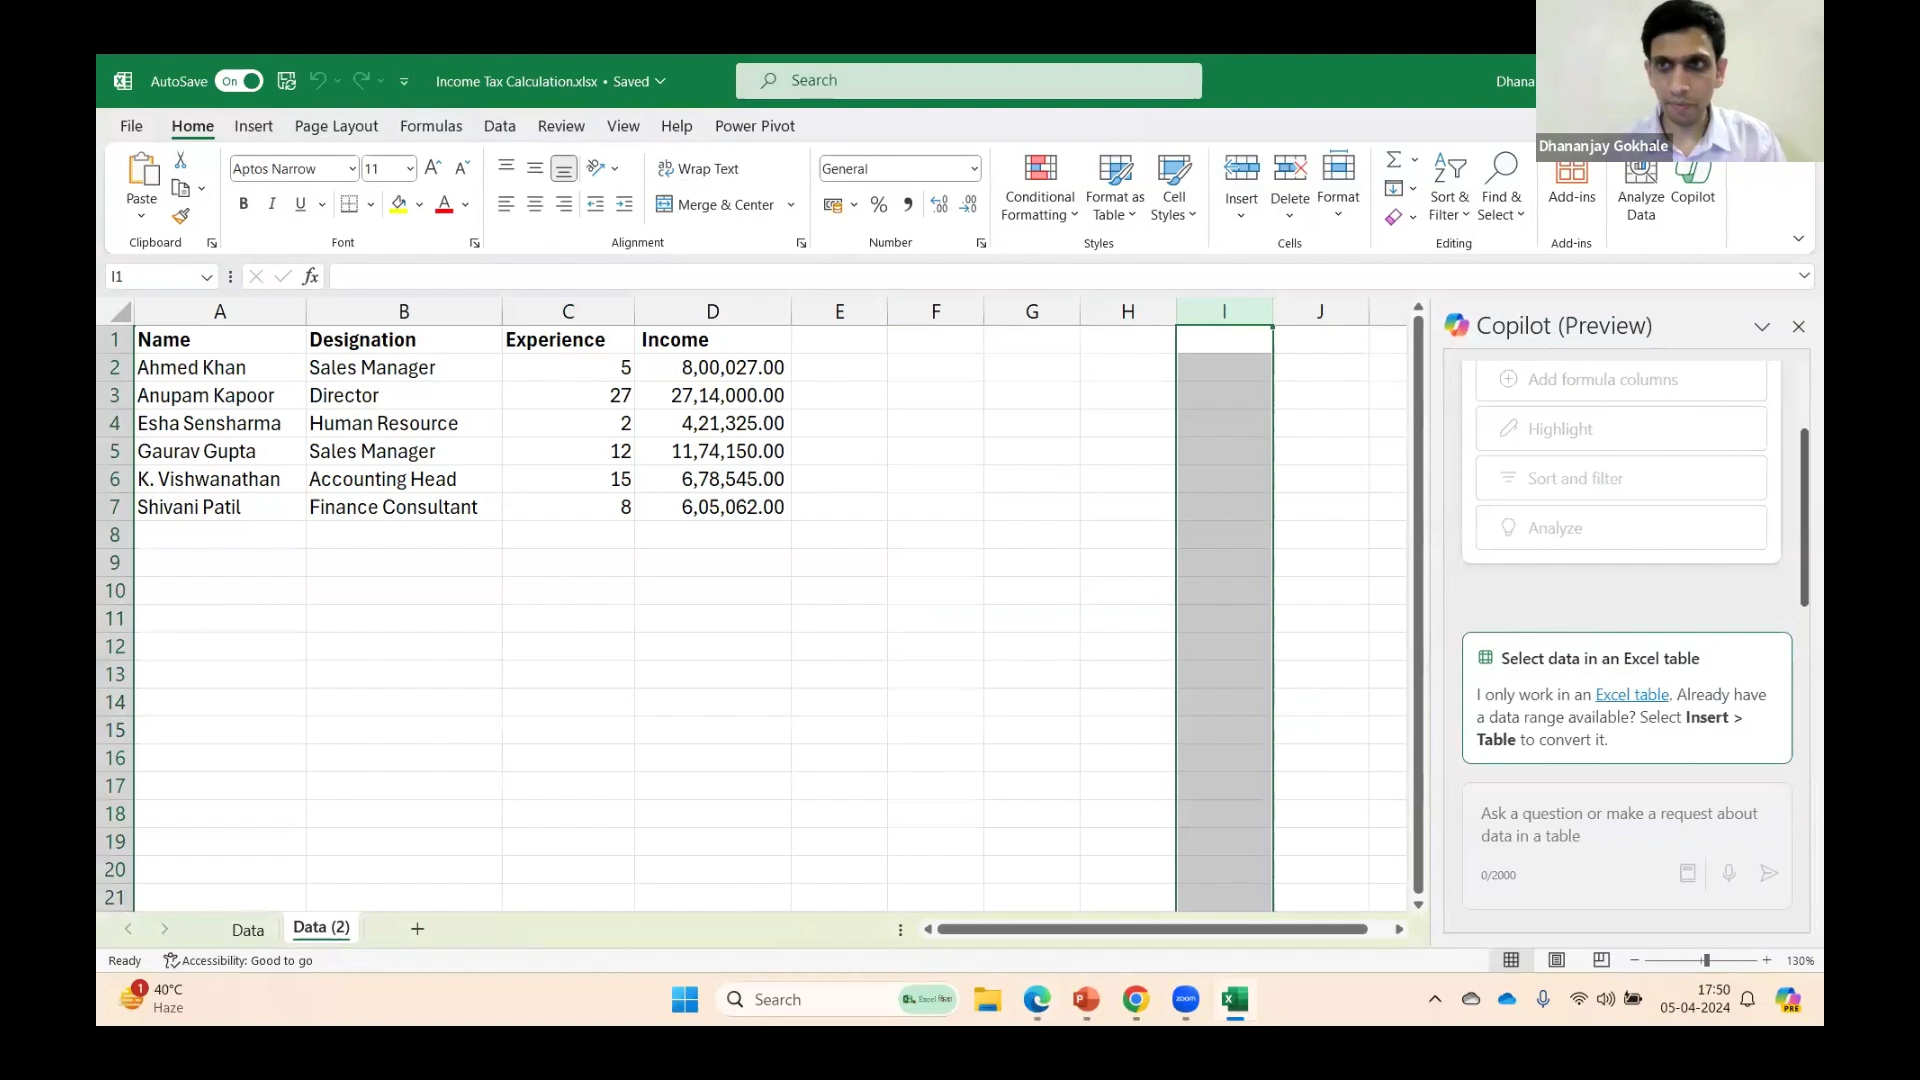 AutoSave On Income Tax Calculation.xlsx • Saved Search Dhana
Dhananjay Gokhale
File Home Insert Page Layout Formulas Data Review View Help Power Pivot
Paste
Clipboard
Aptos Narrow 11
B I U A
Font
Wrap Text
Merge & Center
Alignment
General
% 
Number
Conditional Formatting
Format as Table
Cell Styles
Styles
Insert Delete Format
Cells
Sort & Filter
Find & Select
Editing
Add-ins
Add-ins
Analyze Data
Copilot
I1 fx
A B C D E F G H I J
1 Name Designation Experience Income
2 Ahmed Khan Sales Manager 5 8,00,027.00
3 Anupam Kapoor Director 27 27,14,000.00
4 Esha Sensharma Human Resource 2 4,21,325.00
5 Gaurav Gupta Sales Manager 12 11,74,150.00
6 K. Vishwanathan Accounting Head 15 6,78,545.00
7 Shivani Patil Finance Consultant 8 6,05,062.00
8
9
10
11
12
13
14
15
16
17
18
19
20
21
Copilot (Preview)
Add formula columns
Highlight
Sort and filter
Analyze
Select data in an Excel table
I only work in an Excel table. Already have
a data range available? Select Insert >
Table to convert it.
Ask a question or make a request about
data in a table
0/2000
Data Data (2) +
Ready Accessibility: Good to go 130%
1 40°C
Haze
Search
zoom
17:50
05-04-2024
PRE